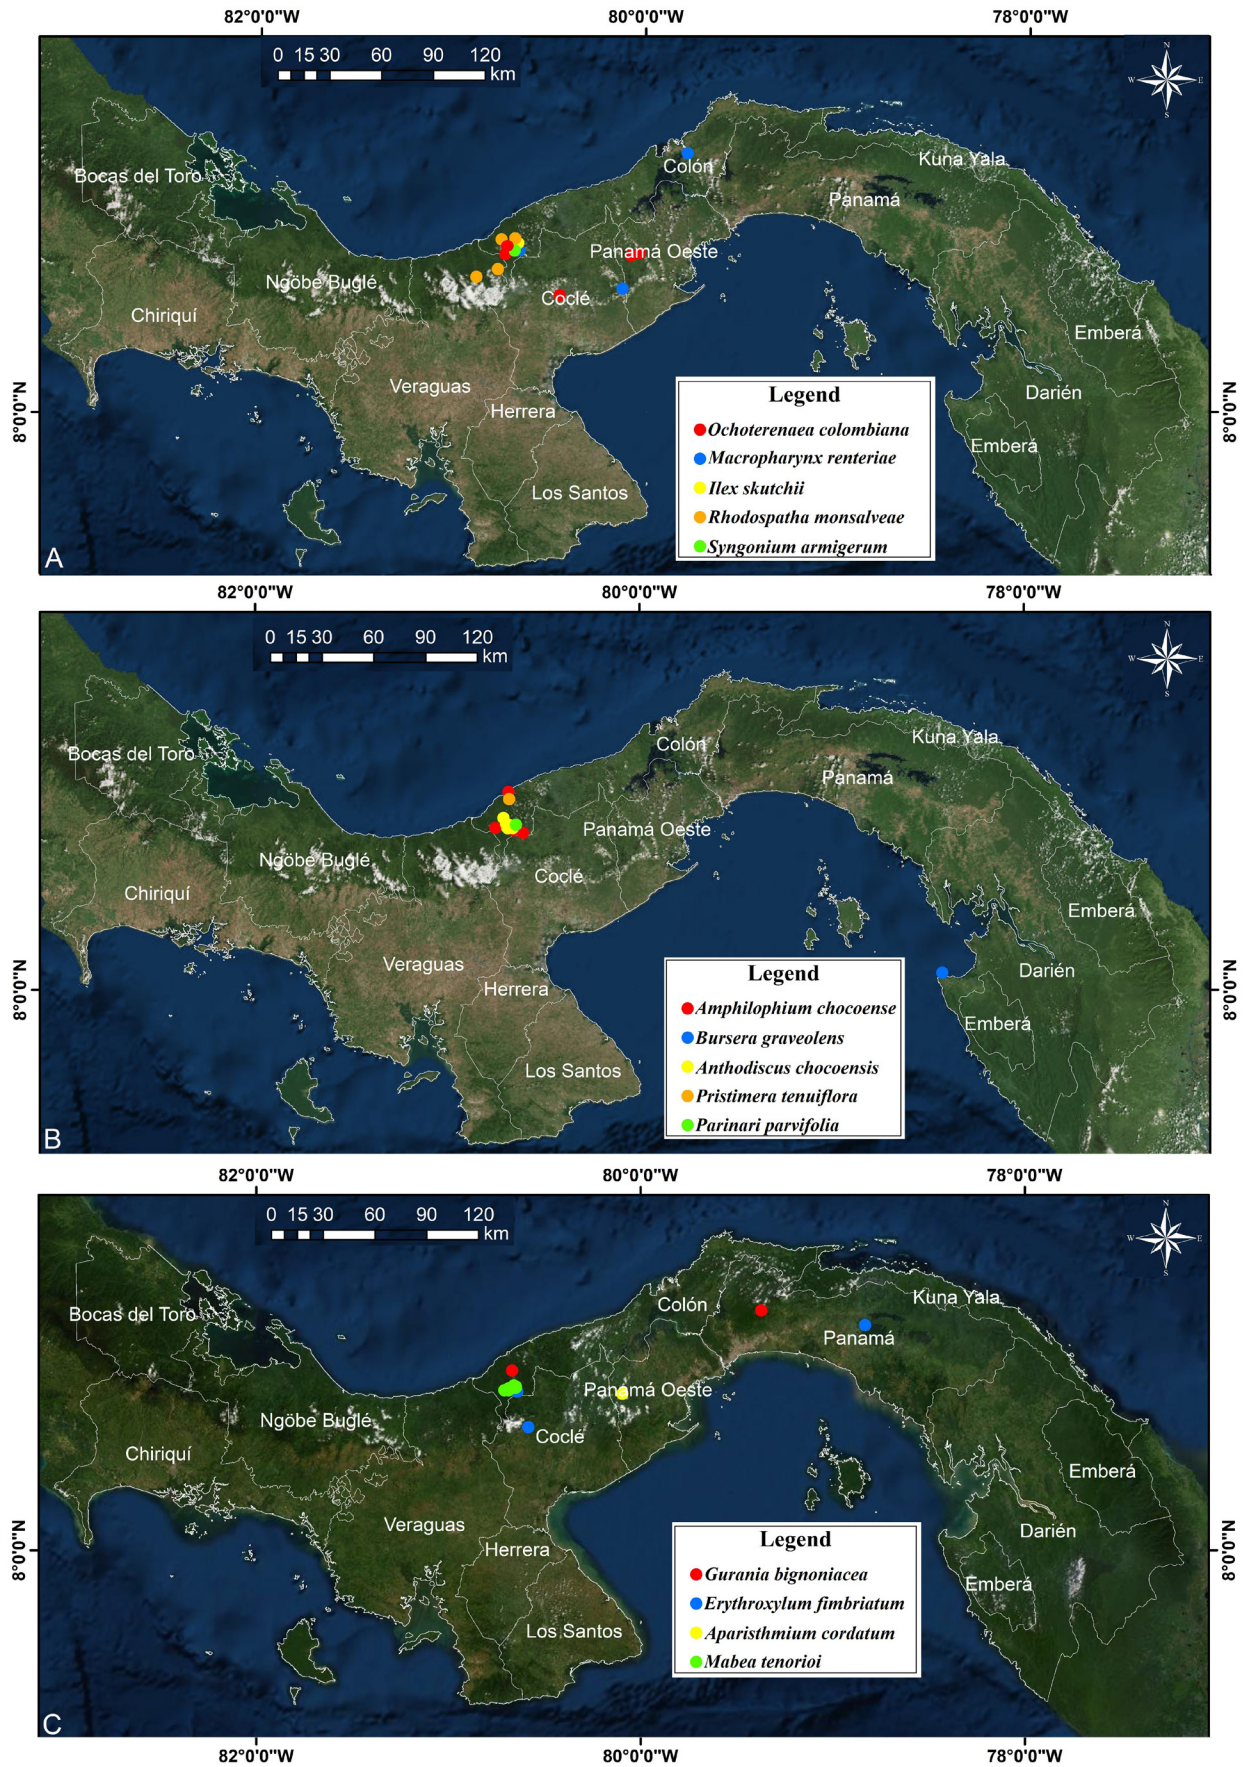 82°0'0"W 80°0'0"W 78°0'0"W
0 15 30 60 90 120
km
N
W E
S
Kuna Yala
Colón
Bocas del Toro
Panamá
Panamá Oeste
Ngöbe Buglé
Coclé
Chiriquí
Emberá
Veraguas
Darién
Herrera
8°0'0"N 8°0'0"N
Emberá
Los Santos
Legend
Ochoterenaea colombiana
Macropharynx renteriae
Ilex skutchii
Rhodospatha monsalveae
Syngonium armigerum
A
82°0'0"W 80°0'0"W 78°0'0"W
0 15 30 60 90 120
km
N
W E
S
Kuna Yala
Colón
Bocas del Toro
Panamá
Panamá Oeste
Ngöbe Buglé
Coclé
Chiriquí
Emberá
Veraguas
Darién
Herrera
8°0'0"N 8°0'0"N
Emberá
Los Santos
Legend
Amphilophium chocoense
Bursera graveolens
Anthodiscus chocoensis
Pristimera tenuiflora
Parinari parvifolia
B
82°0'0"W 80°0'0"W 78°0'0"W
0 15 30 60 90 120
km
N
W E
S
Kuna Yala
Colón
Bocas del Toro
Panamá
Panamá Oeste
Ngöbe Buglé
Coclé
Chiriquí
Emberá
Veraguas
Darién
Herrera
8°0'0"N 8°0'0"N
Emberá
Los Santos
Legend
Gurania bignoniacea
Erythroxylum fimbriatum
Aparisthmium cordatum
Mabea tenorioi
C
82°0'0"W 80°0'0"W 78°0'0"W